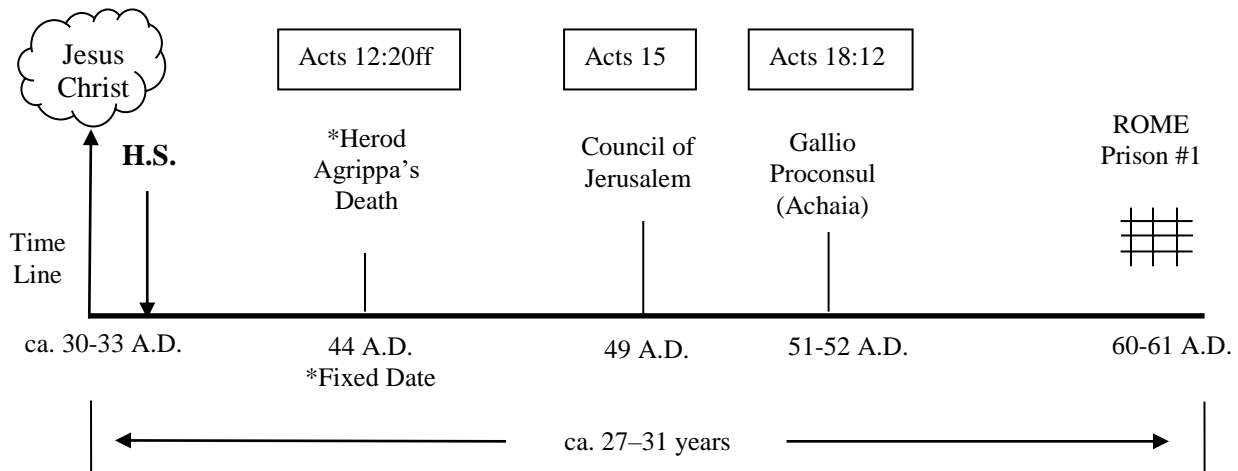 Jesus
Christ
H.S.
Time
Line
Acts 12:20ff
*Herod
Agrippa’s
Death
Acts 15
Council of
Jerusalem
Acts 18:12
Gallio
Proconsul
(Achaia)
ROME
Prison #1
ca. 30-33 A.D.
44 A.D.
*Fixed Date
49 A.D.
51-52 A.D.
60-61 A.D.
ca. 27–31 years